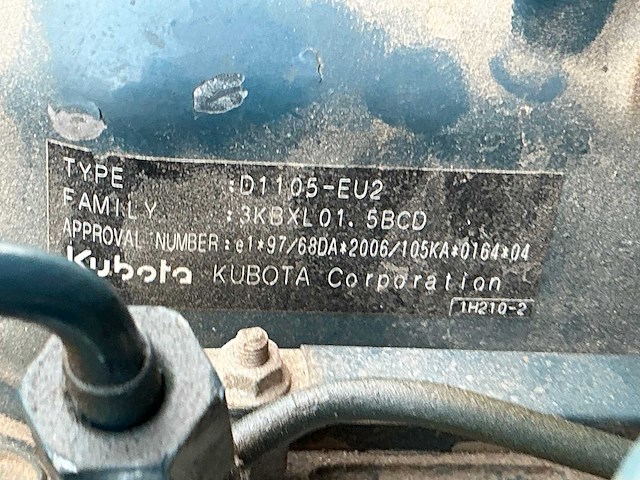 TYPE :D1105-EU2
FAMILY :3KBXL01.5BCD
APPROVAL NUMBER:e1*97/68DA*2006/105KA*0164*04
Kubota KUBOTA Corporation
1H210-2